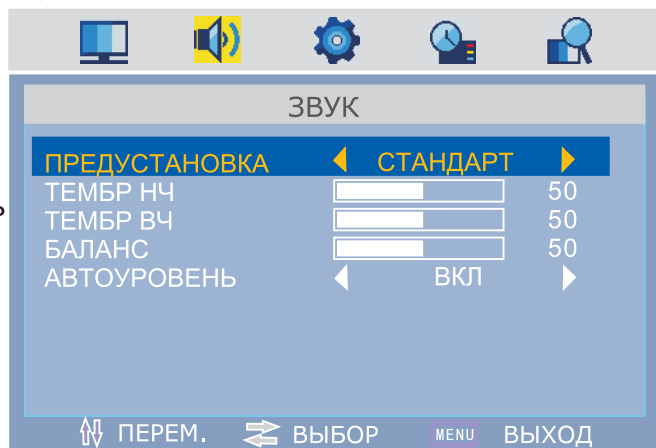 ЗВУК
ПРЕДУСТАНОВКА СТАНДАРТ
ТЕМБР НЧ 50
ТЕМБР ВЧ 50
БАЛАНС 50
АВТОУРОВЕНЬ ВКЛ
ПЕРЕМ. ВЫБОР MENU ВЫХОД